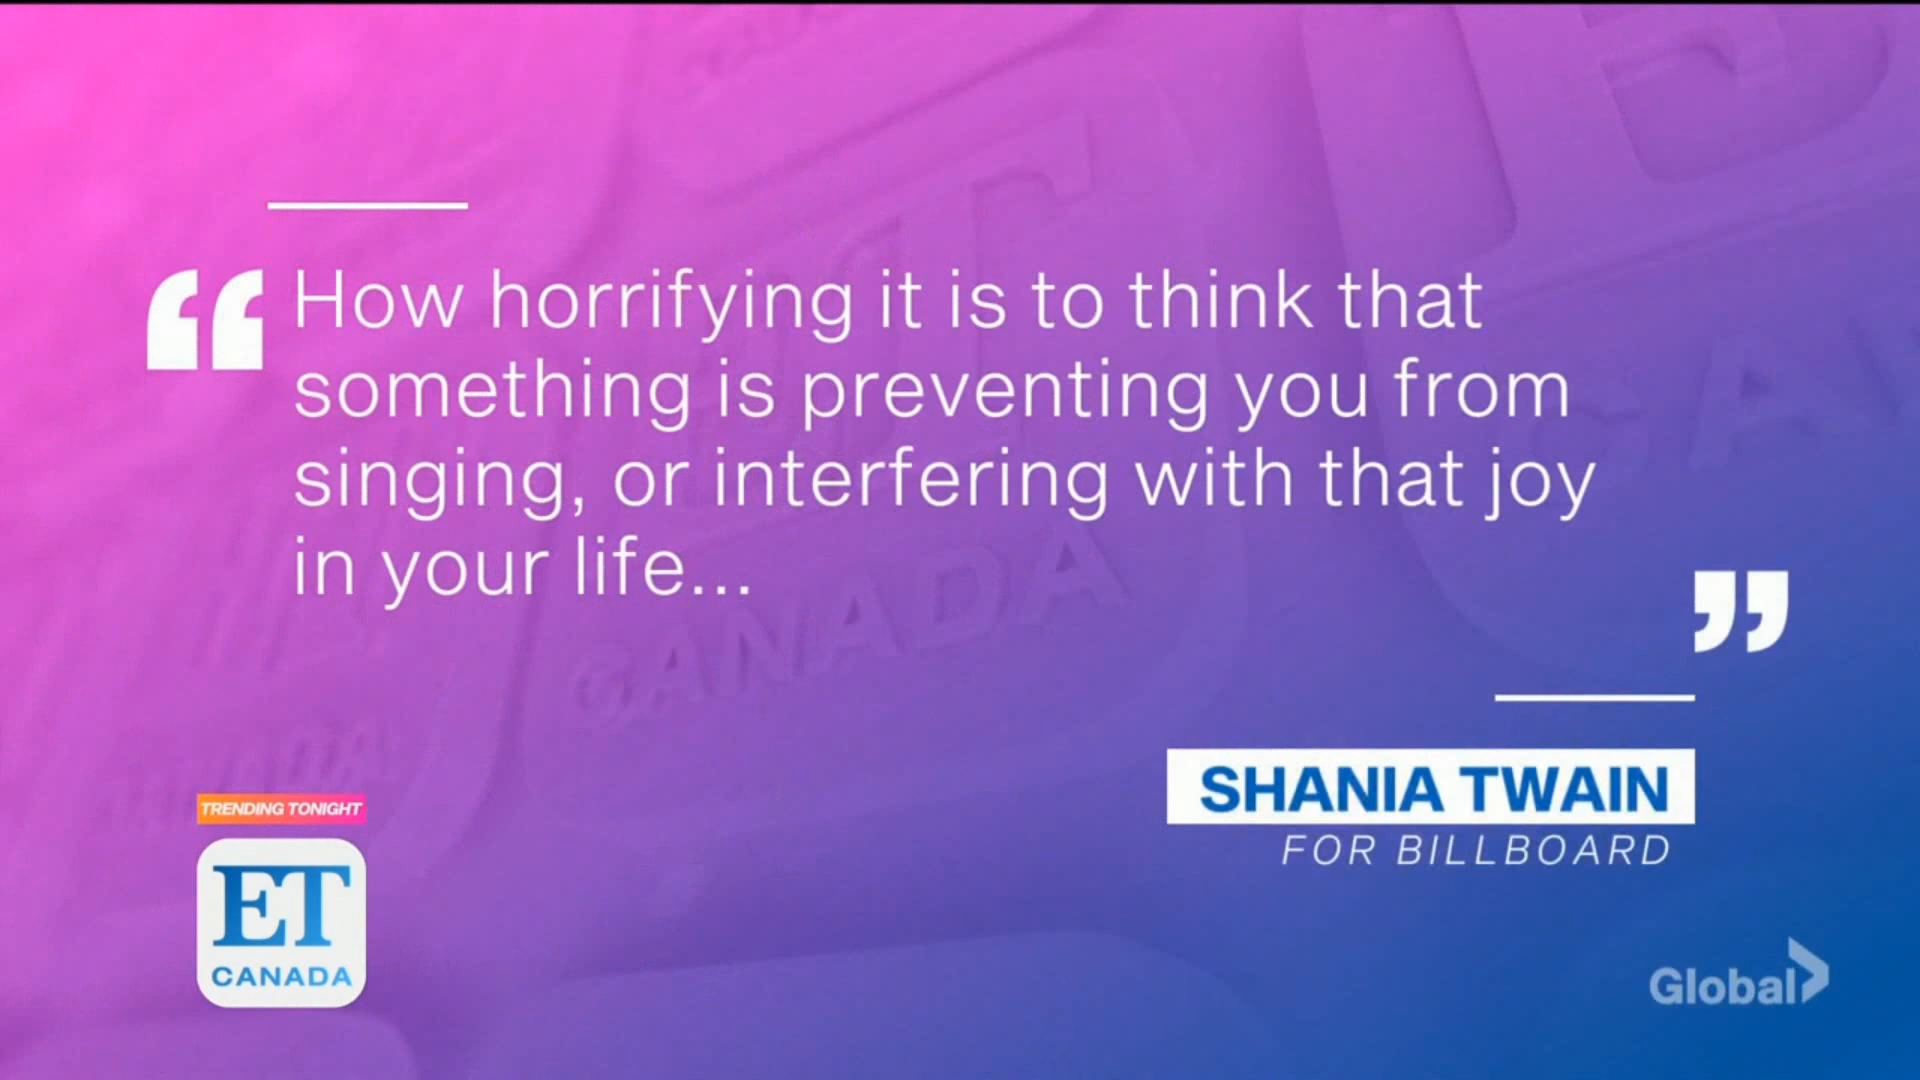 “How horrifying it is to think that
something is preventing you from
singing, or interfering with that joy
in your life...”
SHANIA TWAIN
FOR BILLBOARD
TRENDING TONIGHT
ET
CANADA
Global
CANADA